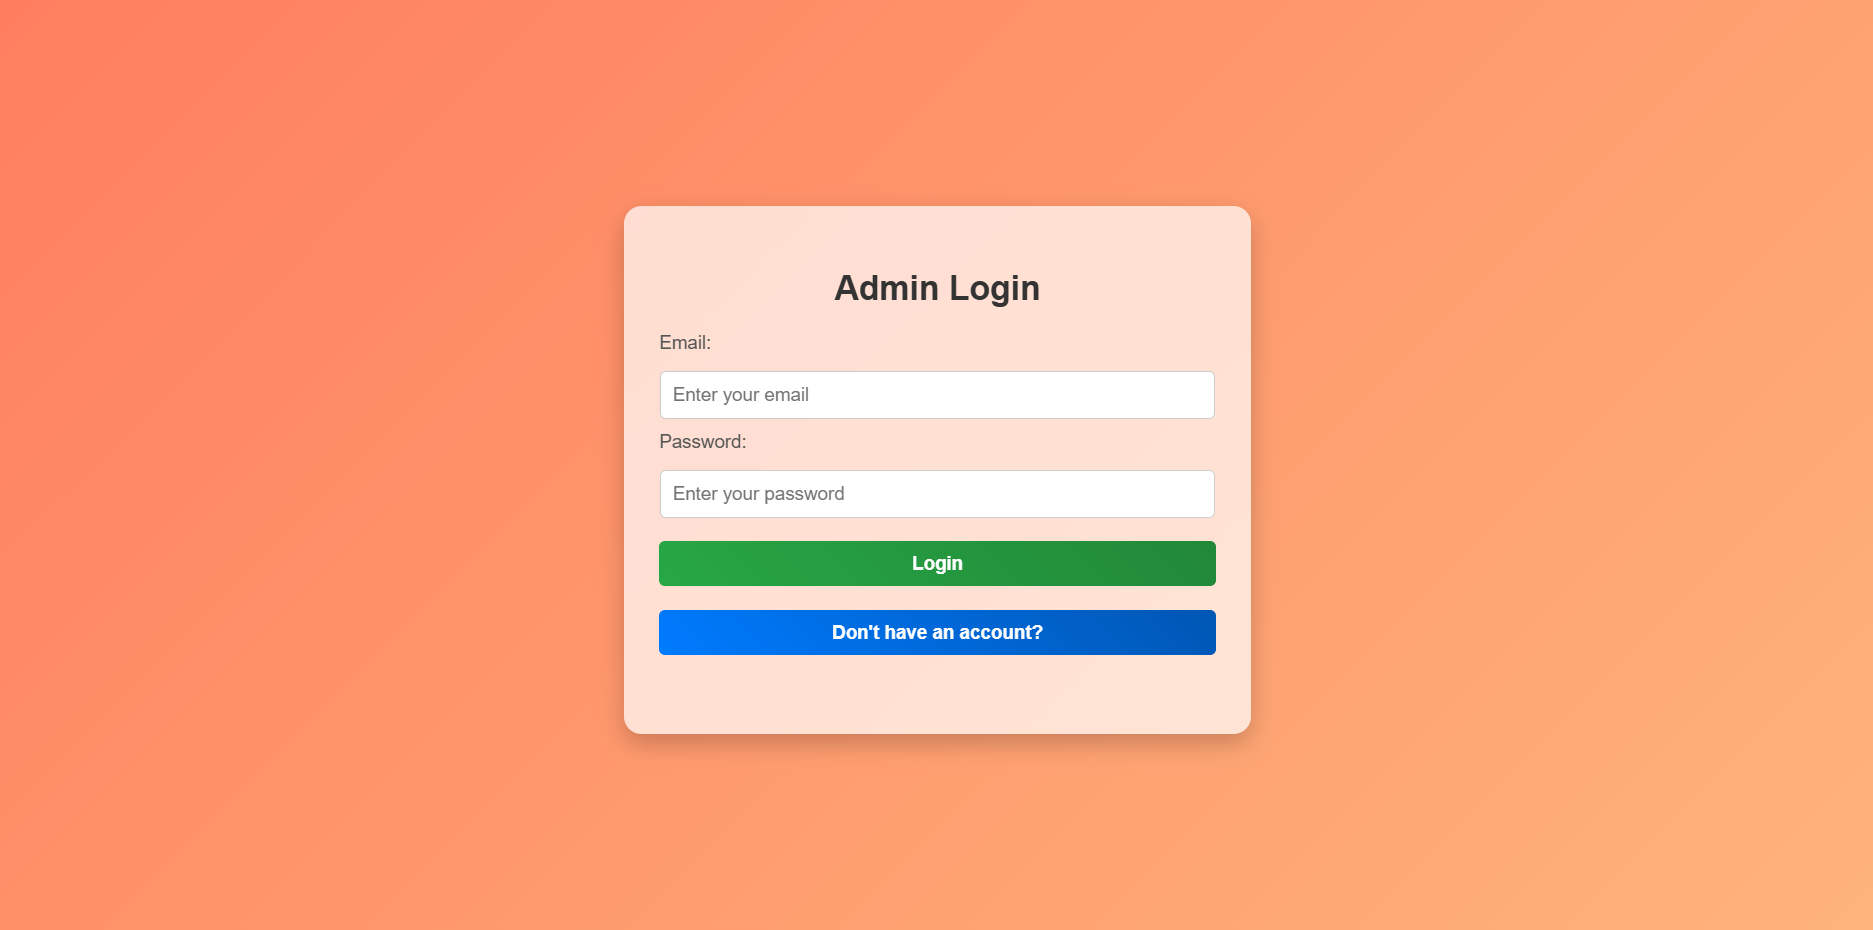 Admin Login
Email:
Enter your email
Password:
Enter your password
Login
Don't have an account?